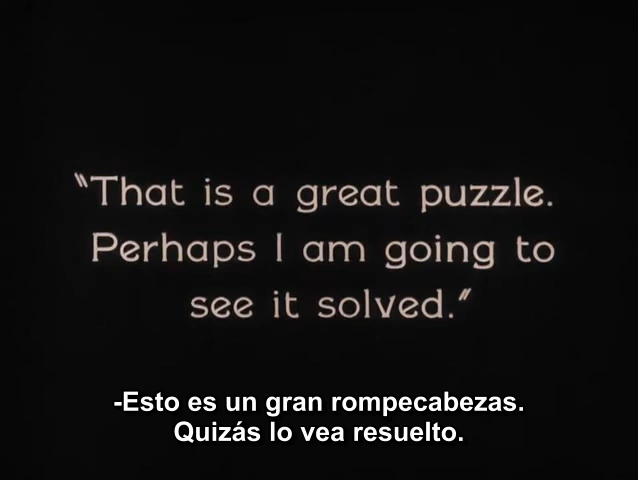 "That is a great puzzle.
Perhaps I am going to
see it solved."
-Esto es un gran rompecabezas.
Quizás lo vea resuelto.